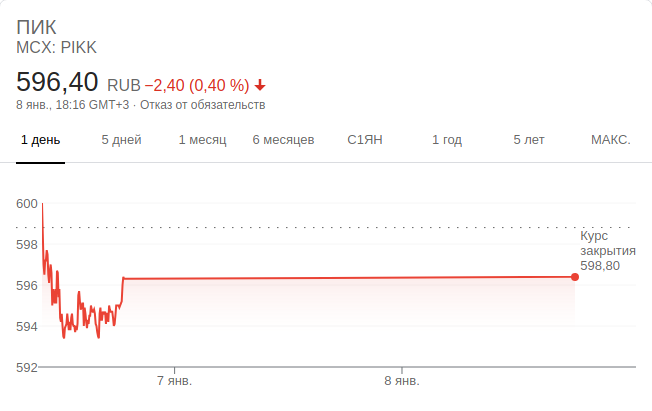 ПИК
MCX: PIKK
596,40 RUB −2,40 (0,40 %)
8 янв., 18:16 GMT+3 · Отказ от обязательств
1 день 5 дней 1 месяц 6 месяцев С1ЯН 1 год 5 лет МАКС.
600
598
596
594
592
Курс
закрытия
598,80
7 янв. 8 янв.